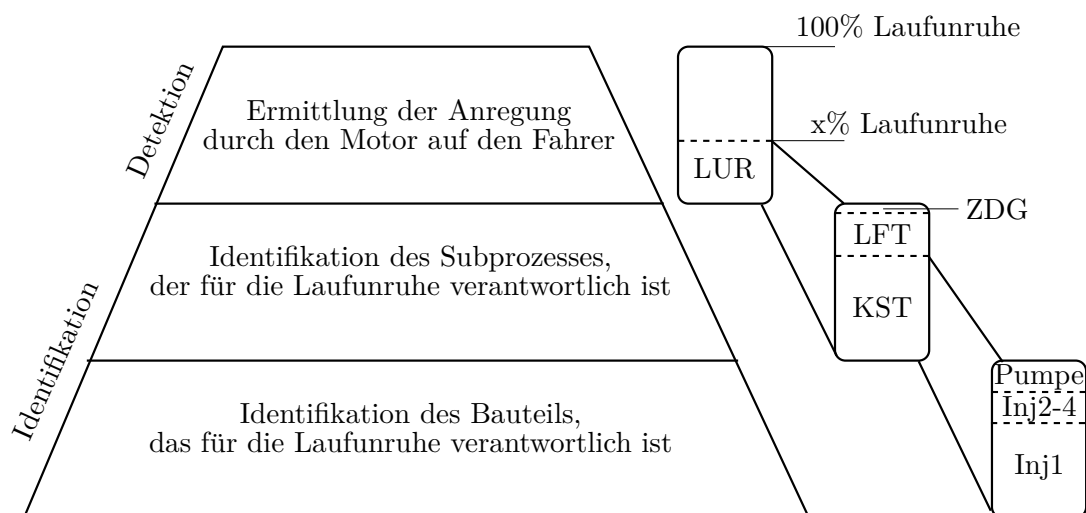 100% Laufunruhe
Detektion
Ermittlung der Anregung
durch den Motor auf den Fahrer
x% Laufunruhe
LUR
ZDG
Identifikation
Identifikation des Subprozesses,
der für die Laufunruhe verantwortlich ist
LFT
KST
Identifikation des Bauteils,
das für die Laufunruhe verantwortlich ist
Pumpe
Inj2-4
Inj1